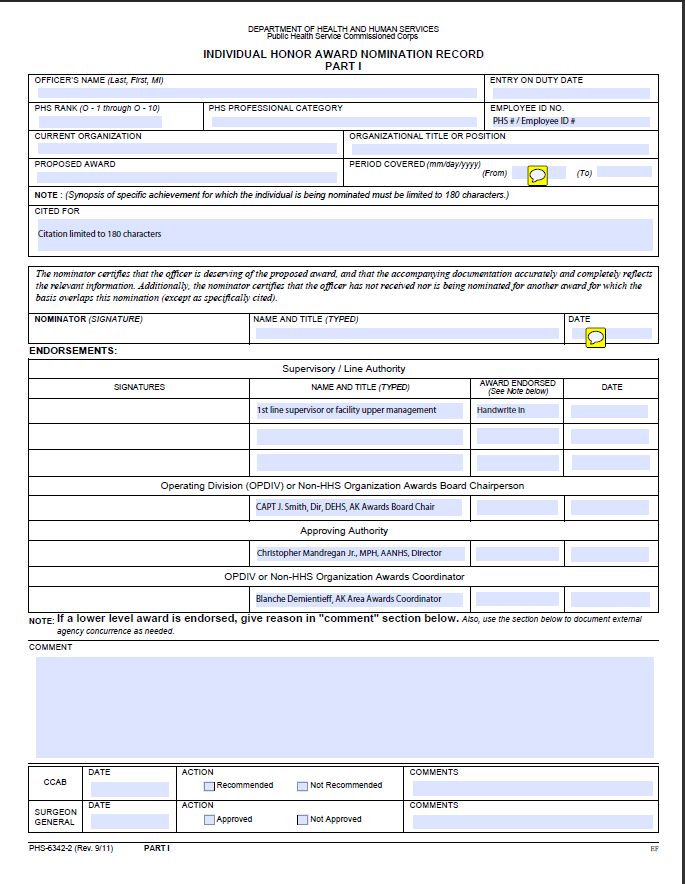 DEPARTMENT OF HEALTH AND HUMAN SERVICES
Public Health Service Commissioned Corps
INDIVIDUAL HONOR AWARD NOMINATION RECORD
PART I
OFFICER'S NAME (Last, First, MI)
ENTRY ON DUTY DATE
PHS RANK (O - 1 through O - 10)
PHS PROFESSIONAL CATEGORY
EMPLOYEE ID NO.
PHS # / Employee ID #
CURRENT ORGANIZATION
ORGANIZATIONAL TITLE OR POSITION
PROPOSED AWARD
PERIOD COVERED (mm/day/yyyy)
(From)
(To)
NOTE : (Synopsis of specific achievement for which the individual is being nominated must be limited to 180 characters.)
CITED FOR
Citation limited to 180 characters
The nominator certifies that the officer is deserving of the proposed award, and that the accompanying documentation accurately and completely reflects
the relevant information. Additionally, the nominator certifies that the officer has not received nor is being nominated for another award for which the
basis overlaps this nomination (except as specifically cited).
NOMINATOR (SIGNATURE)
NAME AND TITLE (TYPED)
DATE
ENDORSEMENTS:
Supervisory / Line Authority
SIGNATURES
NAME AND TITLE (TYPED)
AWARD ENDORSED
(See Note below)
DATE
1st line supervisor or facility upper management
Handwrite in
Operating Division (OPDIV) or Non-HHS Organization Awards Board Chairperson
CAPT J. Smith, Dir, DEHS, AK Awards Board Chair
Approving Authority
Christopher Mandregan Jr., MPH, AANHS, Director
OPDIV or Non-HHS Organization Awards Coordinator
Blanche Demientieff, AK Area Awards Coordinator
NOTE: If a lower level award is endorsed, give reason in "comment" section below. Also, use the section below to document external
agency concurrence as needed.
COMMENT
CCAB
DATE
ACTION
Recommended
Not Recommended
COMMENTS
SURGEON
GENERAL
DATE
ACTION
Approved
Not Approved
COMMENTS
PHS-6342-2 (Rev. 9/11)
PART I
EF